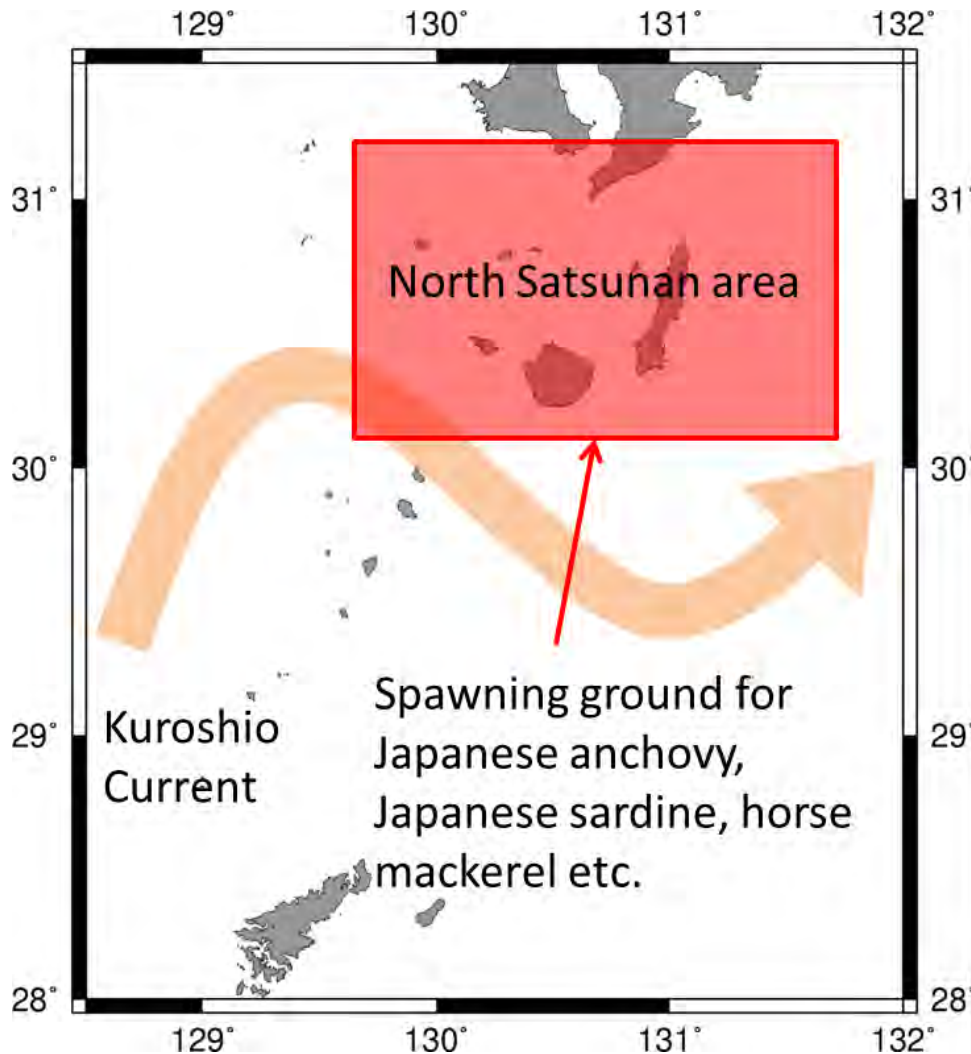 129˚ 130˚ 131˚ 132˚
31˚ 31˚
North Satsunan area
30˚ 30˚
Spawning ground for
Japanese anchovy,
Japanese sardine, horse
mackerel etc.
Kuroshio
Current
29˚ 29˚
28˚ 28˚
129˚ 130˚ 131˚ 132˚